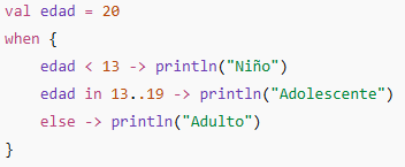 val edad = 20
when {
    edad < 13 -> println("Niño")
    edad in 13..19 -> println("Adolescente")
    else -> println("Adulto")
}